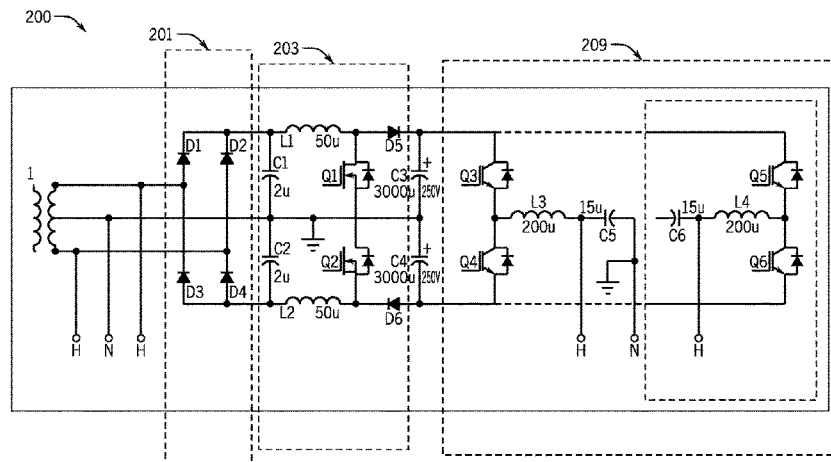 200
201
203
209
D1
D2
L1
50u
D5
C1
2u
Q1
C3
+
3000u
250V
Q3
Q5
1
L3
200u
15u
C5
15u
C6
L4
200u
C2
2u
Q2
C4
+
3000u
250V
Q4
Q6
D3
D4
L2
50u
D6
H
N
H
H
N
H